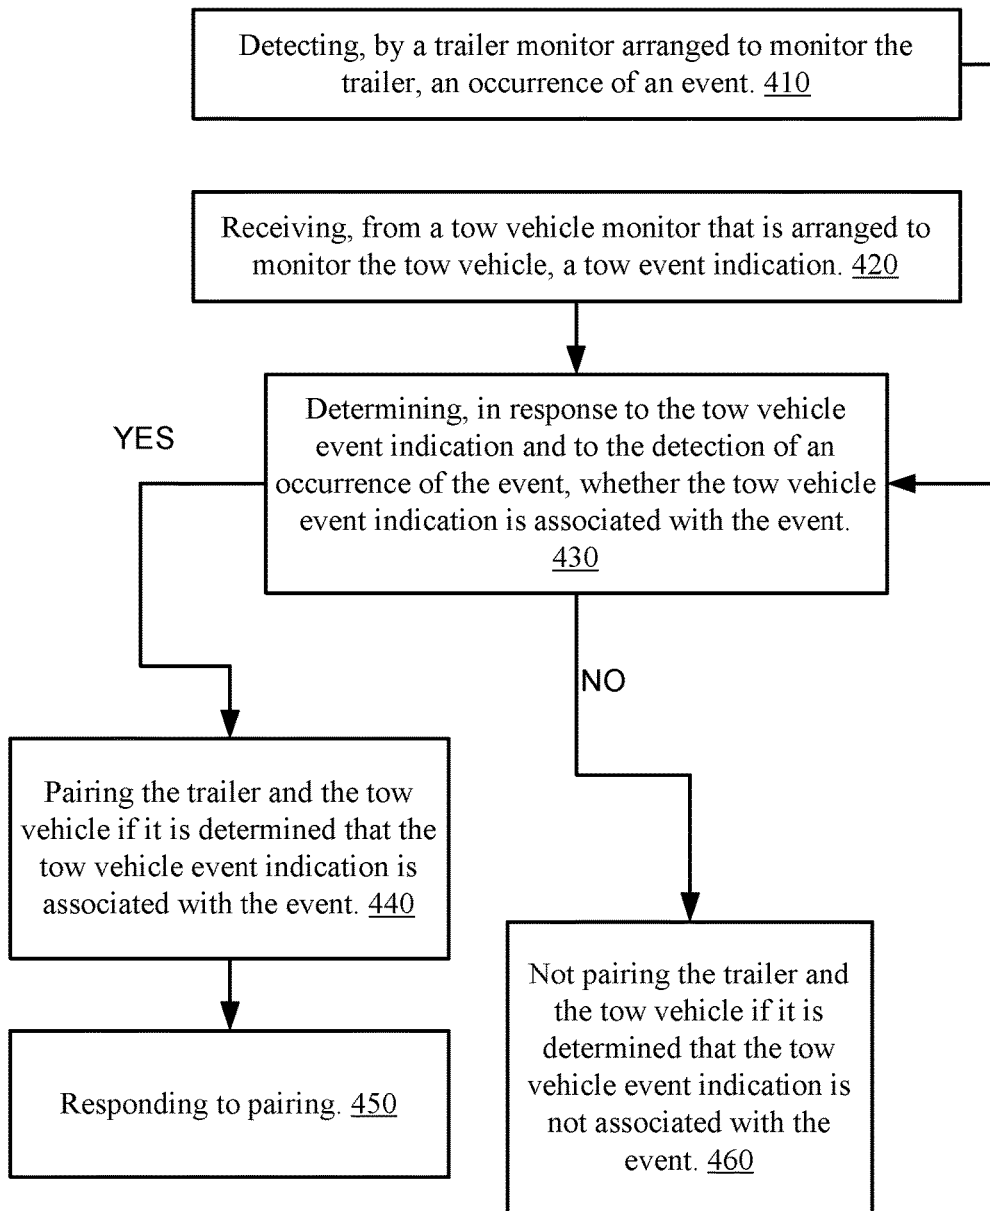 Detecting, by a trailer monitor arranged to monitor the
trailer, an occurrence of an event. 410
Receiving, from a tow vehicle monitor that is arranged to
monitor the tow vehicle, a tow event indication. 420
Determining, in response to the tow vehicle
event indication and to the detection of an
occurrence of the event, whether the tow vehicle
event indication is associated with the event.
430
YES
NO
Pairing the trailer and the tow
vehicle if it is determined that the
tow vehicle event indication is
associated with the event. 440
Responding to pairing. 450
Not pairing the trailer and
the tow vehicle if it is
determined that the tow
vehicle event indication is
not associated with the
event. 460